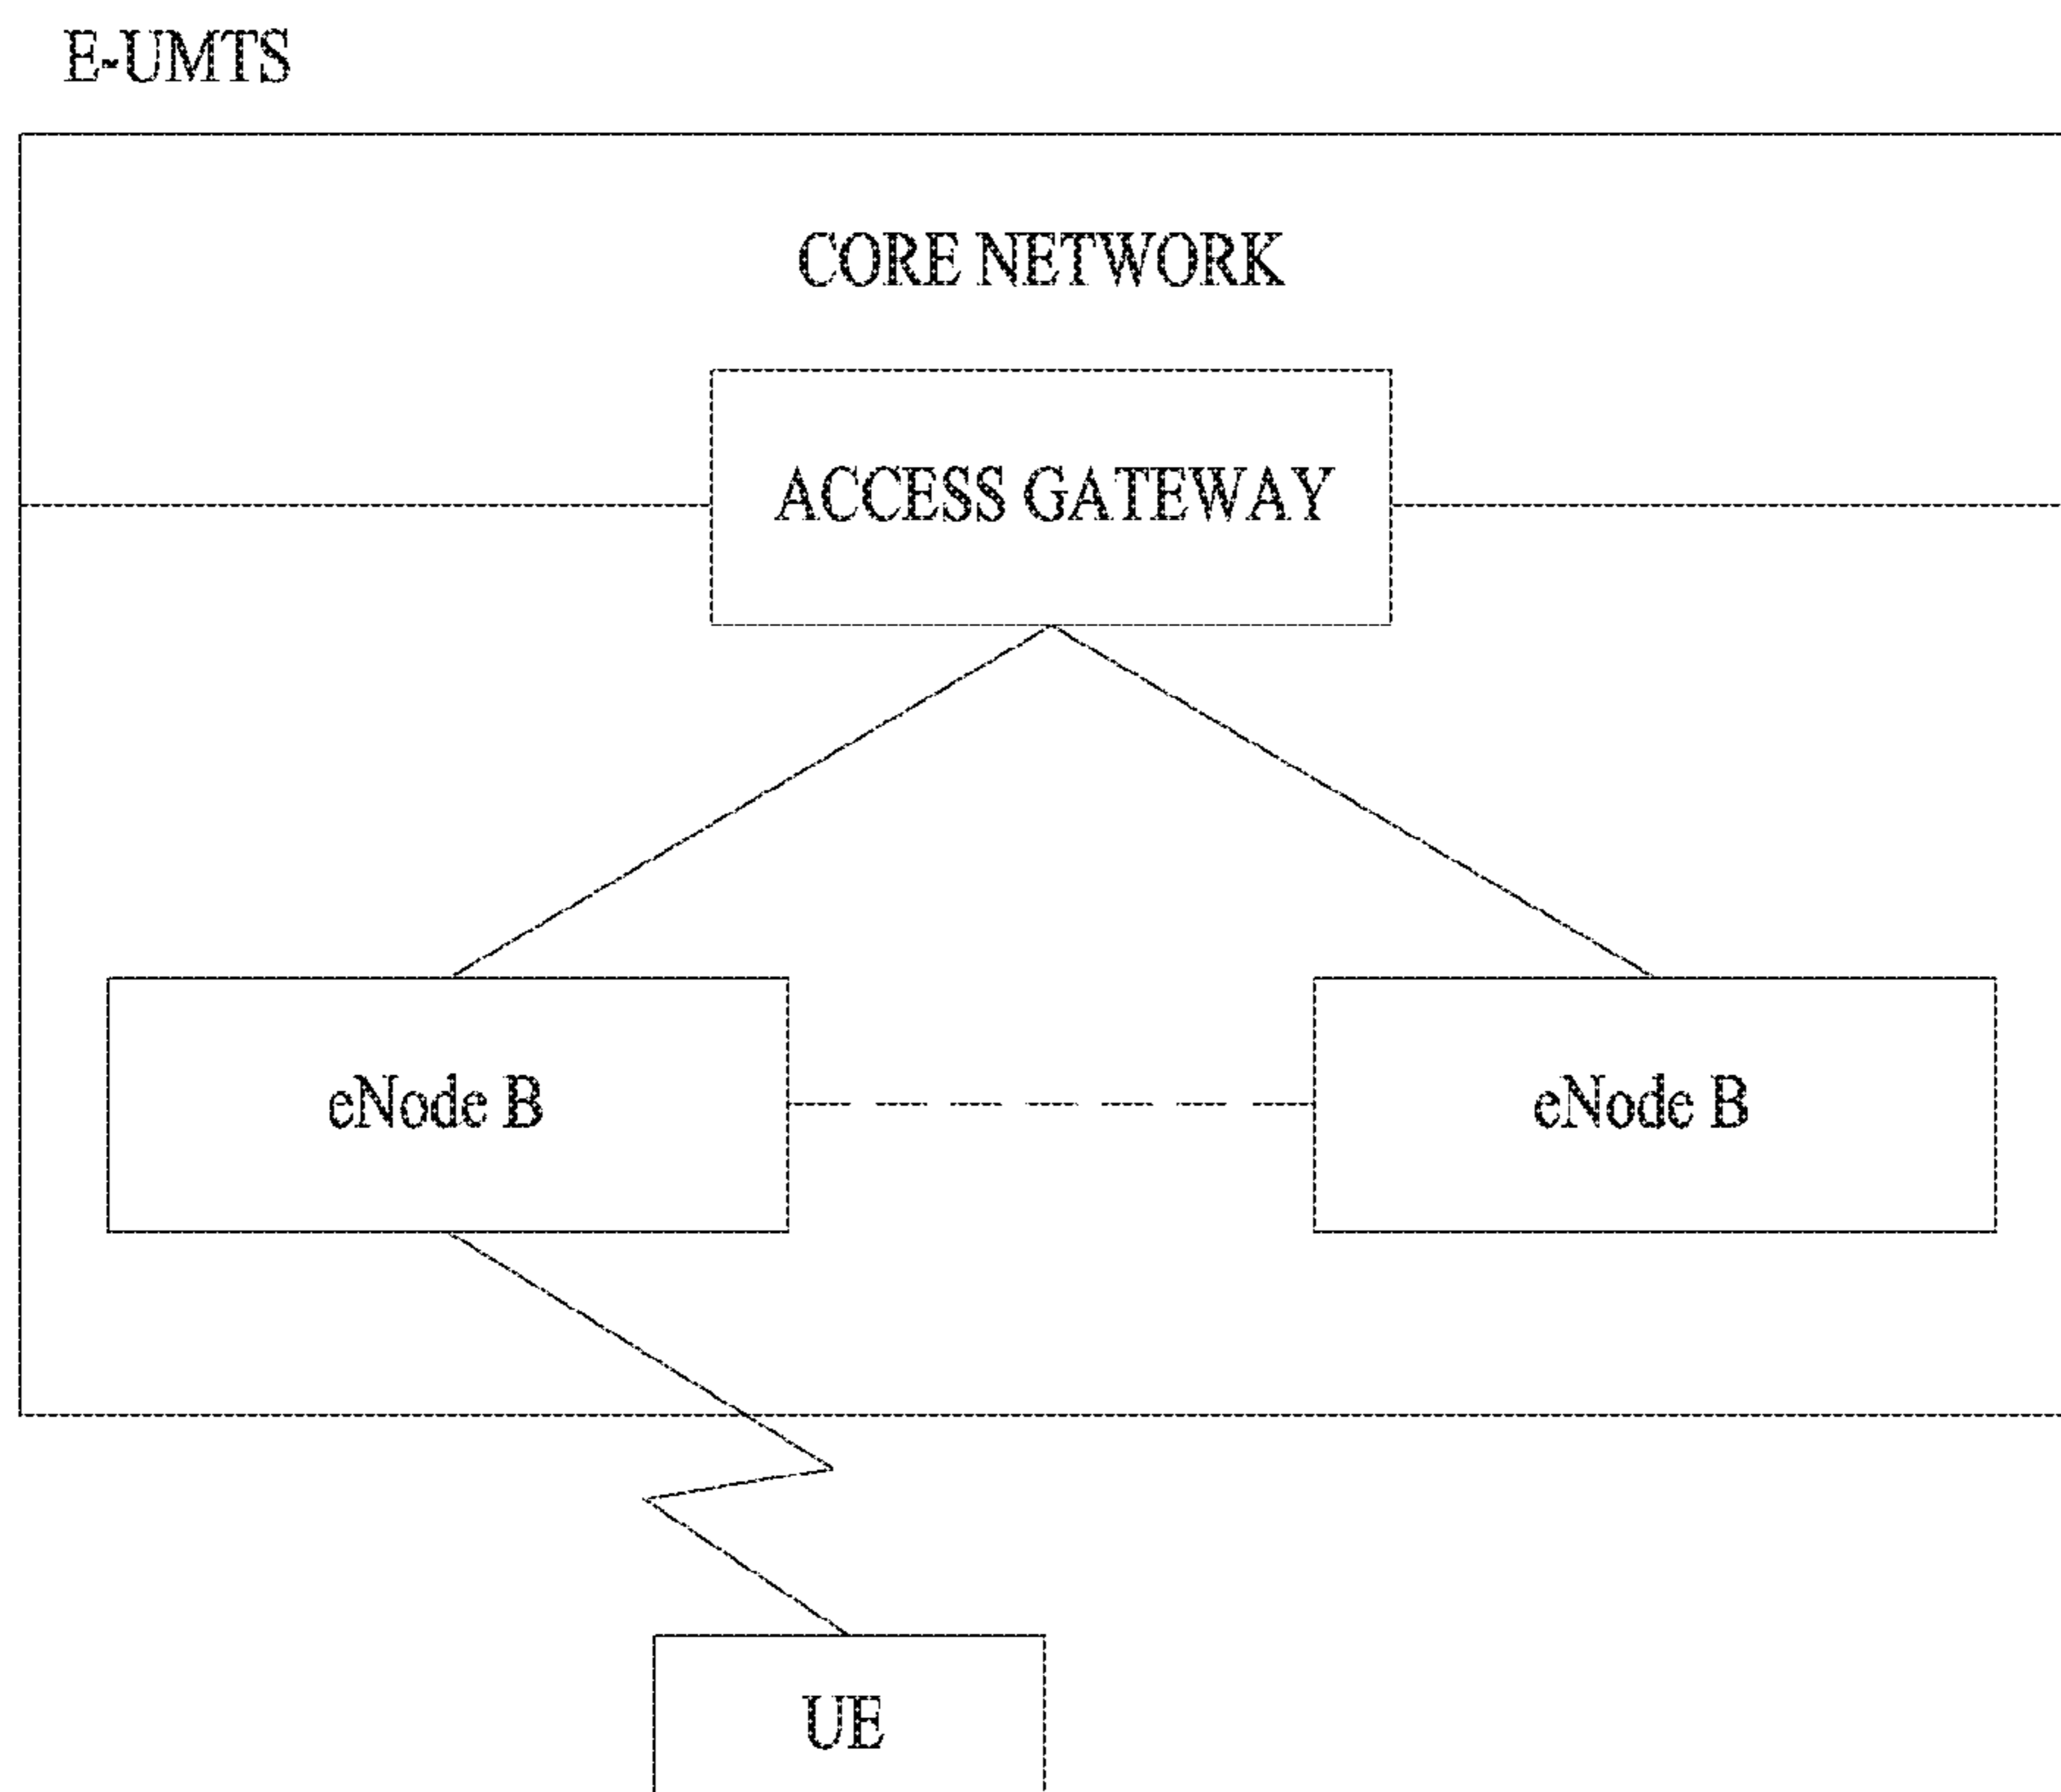 E-UMTS
CORE NETWORK
ACCESS GATEWAY
eNode B
eNode B
UE